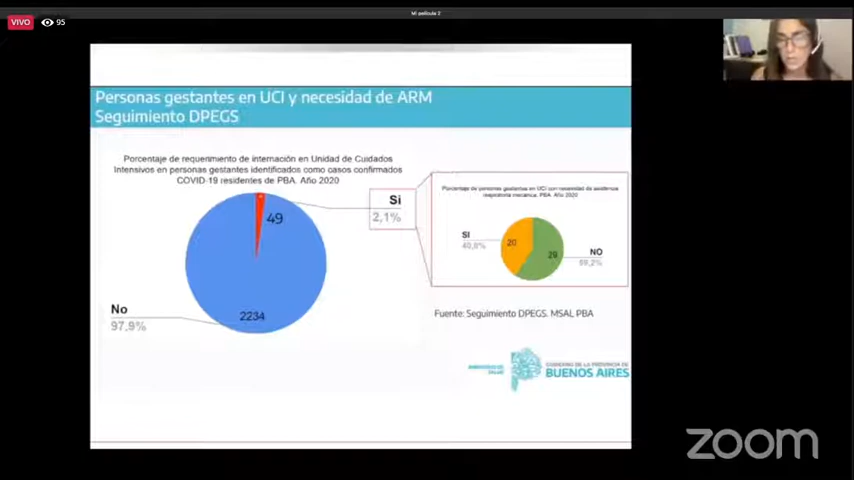 Mi película 2
VIVO 95
Personas gestantes en UCI y necesidad de ARM
Seguimiento DPEGS
Porcentaje de requerimiento de internación en Unidad de Cuidados
Intensivos en personas gestantes identificados como casos confirmados
COVID-19 residentes de PBA. Año 2020
Si
2,1%
49
2234
No
97,9%
Porcentaje de personas gestantes en UCI con necesidad de asistencia
respiratoria mecánica. PBA. Año 2020
SI
40,8%
20
29
NO
59,2%
Fuente: Seguimiento DPEGS. MSAL PBA
MINISTERIO DE
SALUD
GOBIERNO DE LA PROVINCIA DE
BUENOS AIRES
zoom